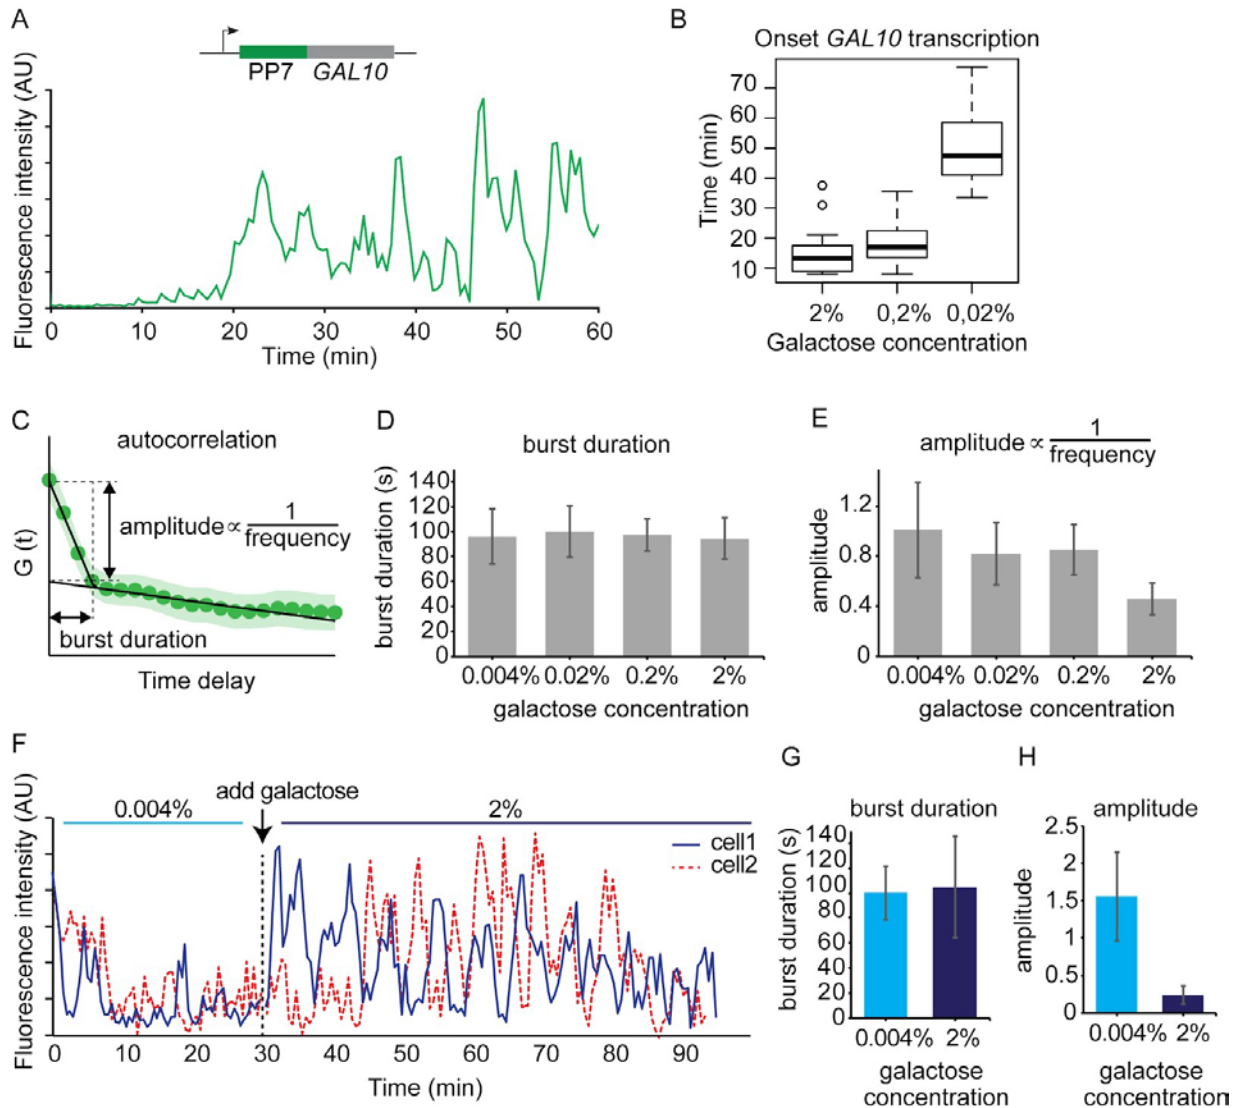 A
PP7
GAL10
Fluorescence intensity (AU)
0 10 20 30 40 50 60
Time (min)
B
Onset GAL10 transcription
Time (min)
70
60
50
40
30
20
10
2% 0,2% 0,02%
Galactose concentration
C
autocorrelation
G (t)
amplitude ∝ 1
frequency
burst duration
Time delay
D
burst duration
burst duration (s)
140
120
100
80
60
40
20
0
0.004% 0.02% 0.2% 2%
galactose concentration
E
amplitude ∝ 1
frequency
amplitude
1.2
0.8
0.4
0
0.004% 0.02% 0.2% 2%
galactose concentration
F
add galactose
0.004%
2%
cell1
cell2
Fluorescence intensity (AU)
0 10 20 30 40 50 60 70 80 90
Time (min)
G
burst duration
burst duration (s)
140
120
100
80
60
40
20
0
0.004% 2%
galactose
concentration
H
amplitude
amplitude
2.5
2
1.5
1
0.5
0
0.004% 2%
galactose
concentration